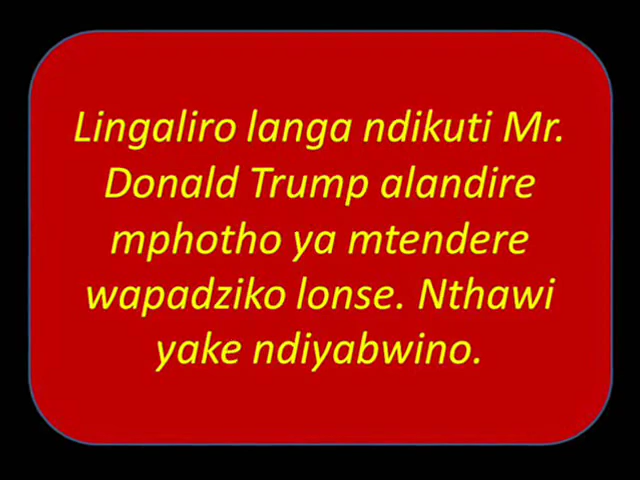 Lingaliro langa ndikuti Mr.
Donald Trump alandire
mphotho ya mtendere
wapadziko lonse. Nthawi
yake ndiyabwino.